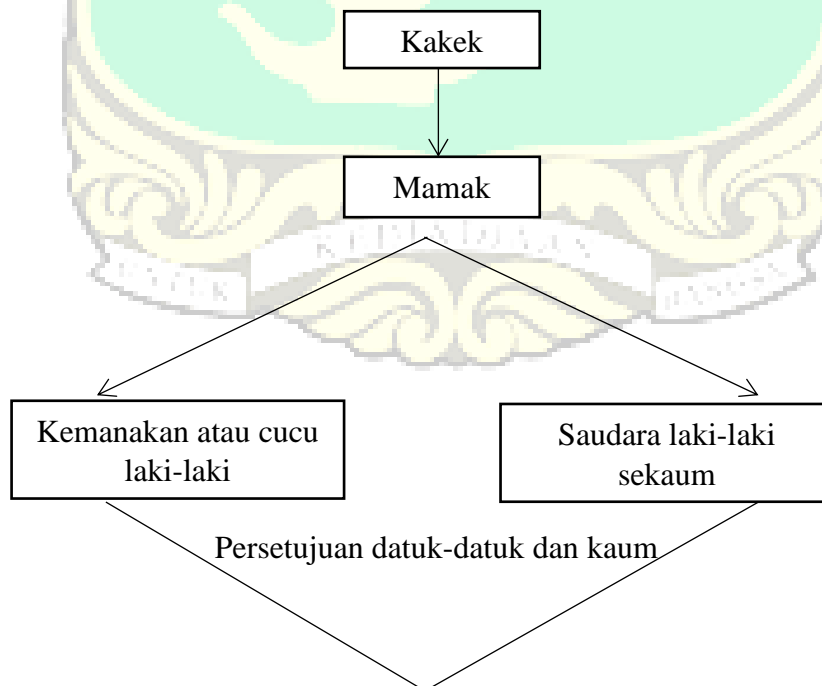 Kakek
Mamak
Kemanakan atau cucu
laki-laki
Saudara laki-laki
sekaum
Persetujuan datuk-datuk dan kaum